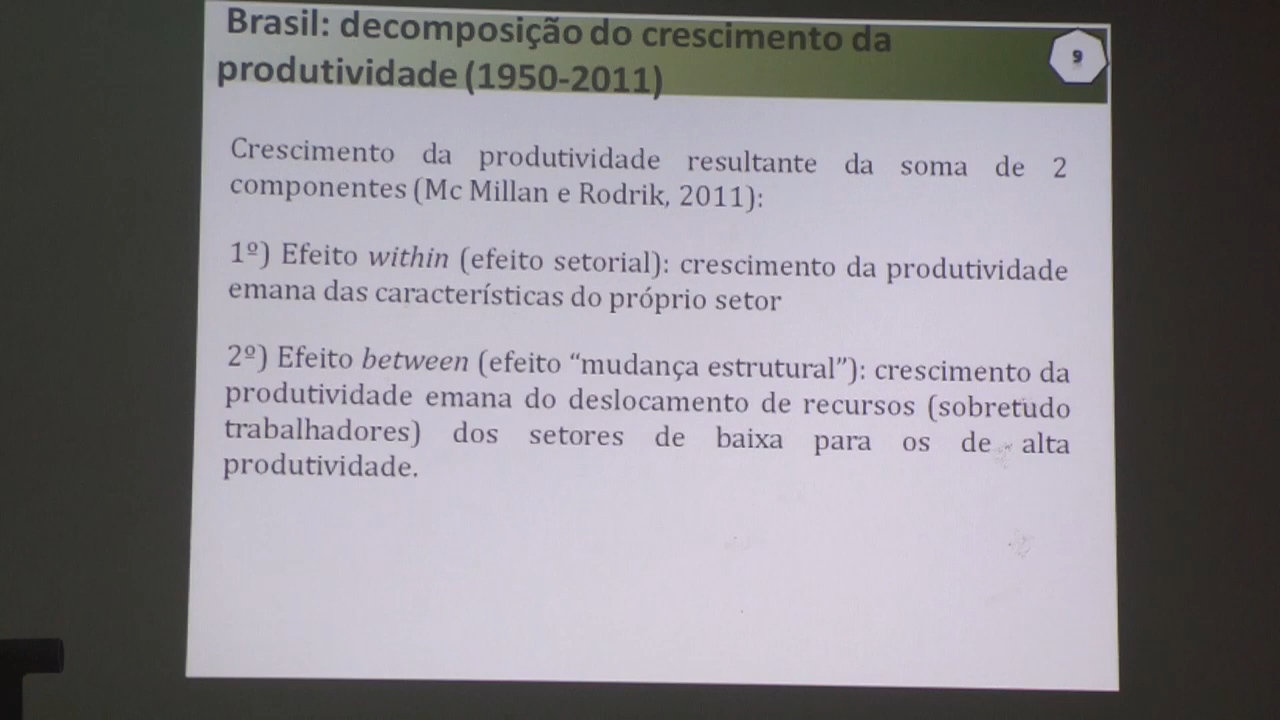 Brasil: decomposição do crescimento da
produtividade (1950-2011)
9
Crescimento da produtividade resultante da soma de 2
componentes (Mc Millan e Rodrik, 2011):
1º) Efeito within (efeito setorial): crescimento da produtividade
emana das características do próprio setor
2º) Efeito between (efeito “mudança estrutural”): crescimento da
produtividade emana do deslocamento de recursos (sobretudo
trabalhadores) dos setores de baixa para os de alta
produtividade.